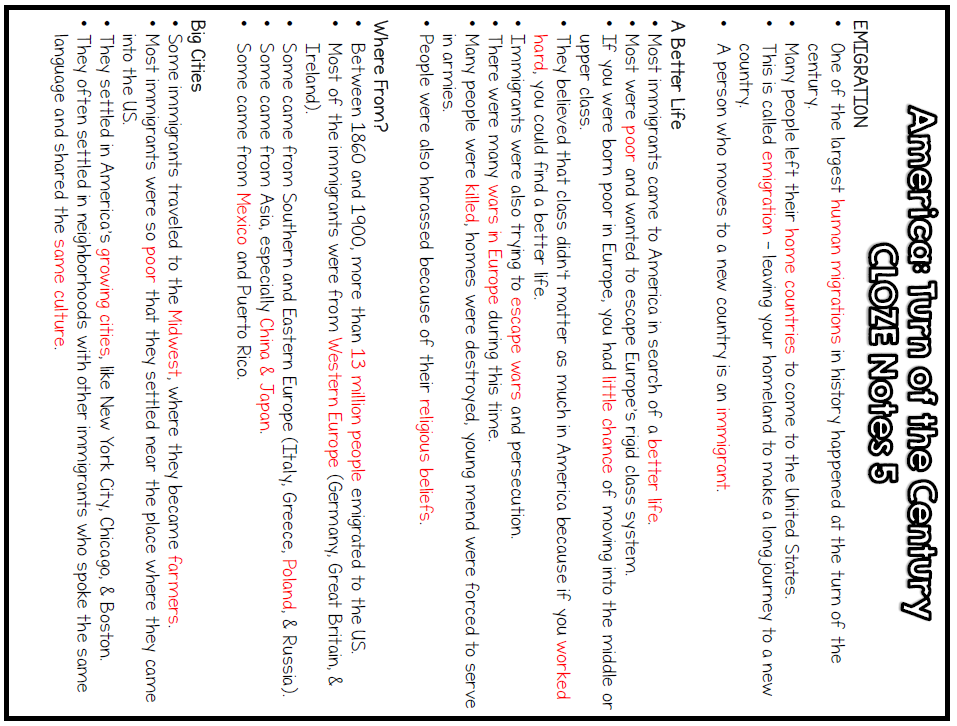 America: Turn of the Century
CLOZE Notes 5
EMIGRATION
• One of the largest human migrations in history happened at the turn of the
century.
• Many people left their home countries to come to the United States.
• This is called emigration – leaving your homeland to make a long journey to a new
country.
• A person who moves to a new country is an immigrant.
A Better Life
• Most immigrants came to America in search of a better life.
• Most were poor and wanted to escape Europe's rigid class system.
• If you were born poor in Europe, you had little chance of moving into the middle or
upper class.
• They believed that class didn't matter as much in America because if you worked
hard, you could find a better life.
• Immigrants were also trying to escape wars and persecution.
• There were many wars in Europe during this time.
• Many people were killed, homes were destroyed, young mend were forced to serve
in armies.
• People were also harassed because of their religious beliefs.
Where From?
• Between 1860 and 1900, more than 13 million people emigrated to the US.
• Most of the immigrants were from Western Europe (Germany, Great Britain, &
Ireland).
• Some came from Southern and Eastern Europe (Italy, Greece, Poland, & Russia).
• Some came from Asia, especially China & Japan.
• Some came from Mexico and Puerto Rico.
Big Cities
• Some immigrants traveled to the Midwest, where they became farmers.
• Most immigrants were so poor that they settled near the place where they came
into the US.
• They settled in America's growing cities, like New York City, Chicago, & Boston.
• They often settled in neighborhoods with other immigrants who spoke the same
language and shared the same culture.